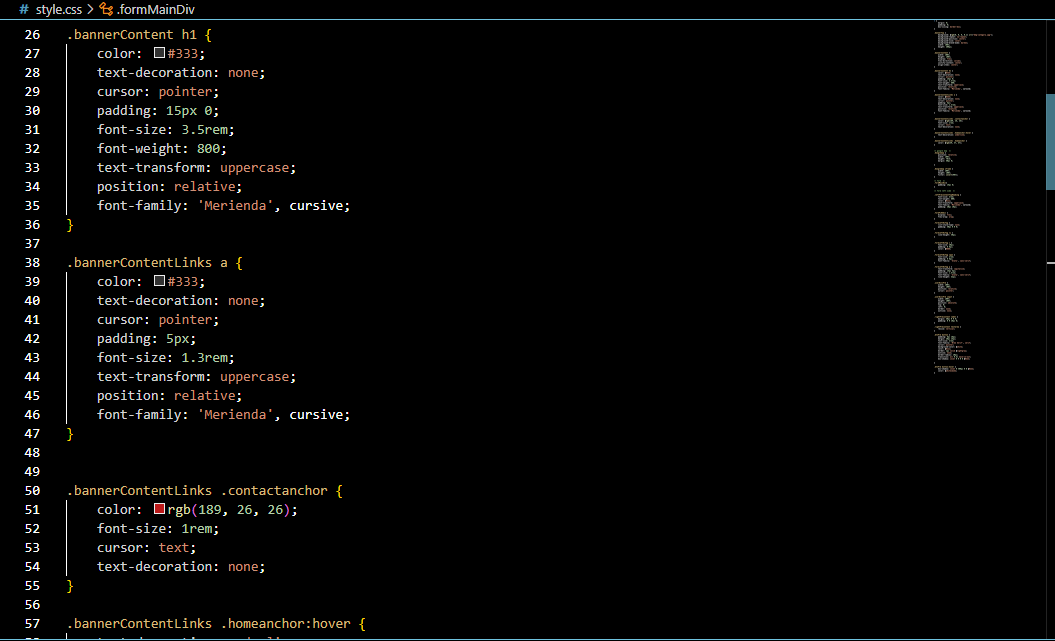 # style.css > .formMainDiv
26 .bannerContent h1 {
27 color: #333;
28 text-decoration: none;
29 cursor: pointer;
30 padding: 15px 0;
31 font-size: 3.5rem;
32 font-weight: 800;
33 text-transform: uppercase;
34 position: relative;
35 font-family: 'Merienda', cursive;
36 }
37
38 .bannerContentLinks a {
39 color: #333;
40 text-decoration: none;
41 cursor: pointer;
42 padding: 5px;
43 font-size: 1.3rem;
44 text-transform: uppercase;
45 position: relative;
46 font-family: 'Merienda', cursive;
47 }
48
49
50 .bannerContentLinks .contactanchor {
51 color: rgb(189, 26, 26);
52 font-size: 1rem;
53 cursor: text;
54 text-decoration: none;
55 }
56
57 .bannerContentLinks .homeanchor:hover {